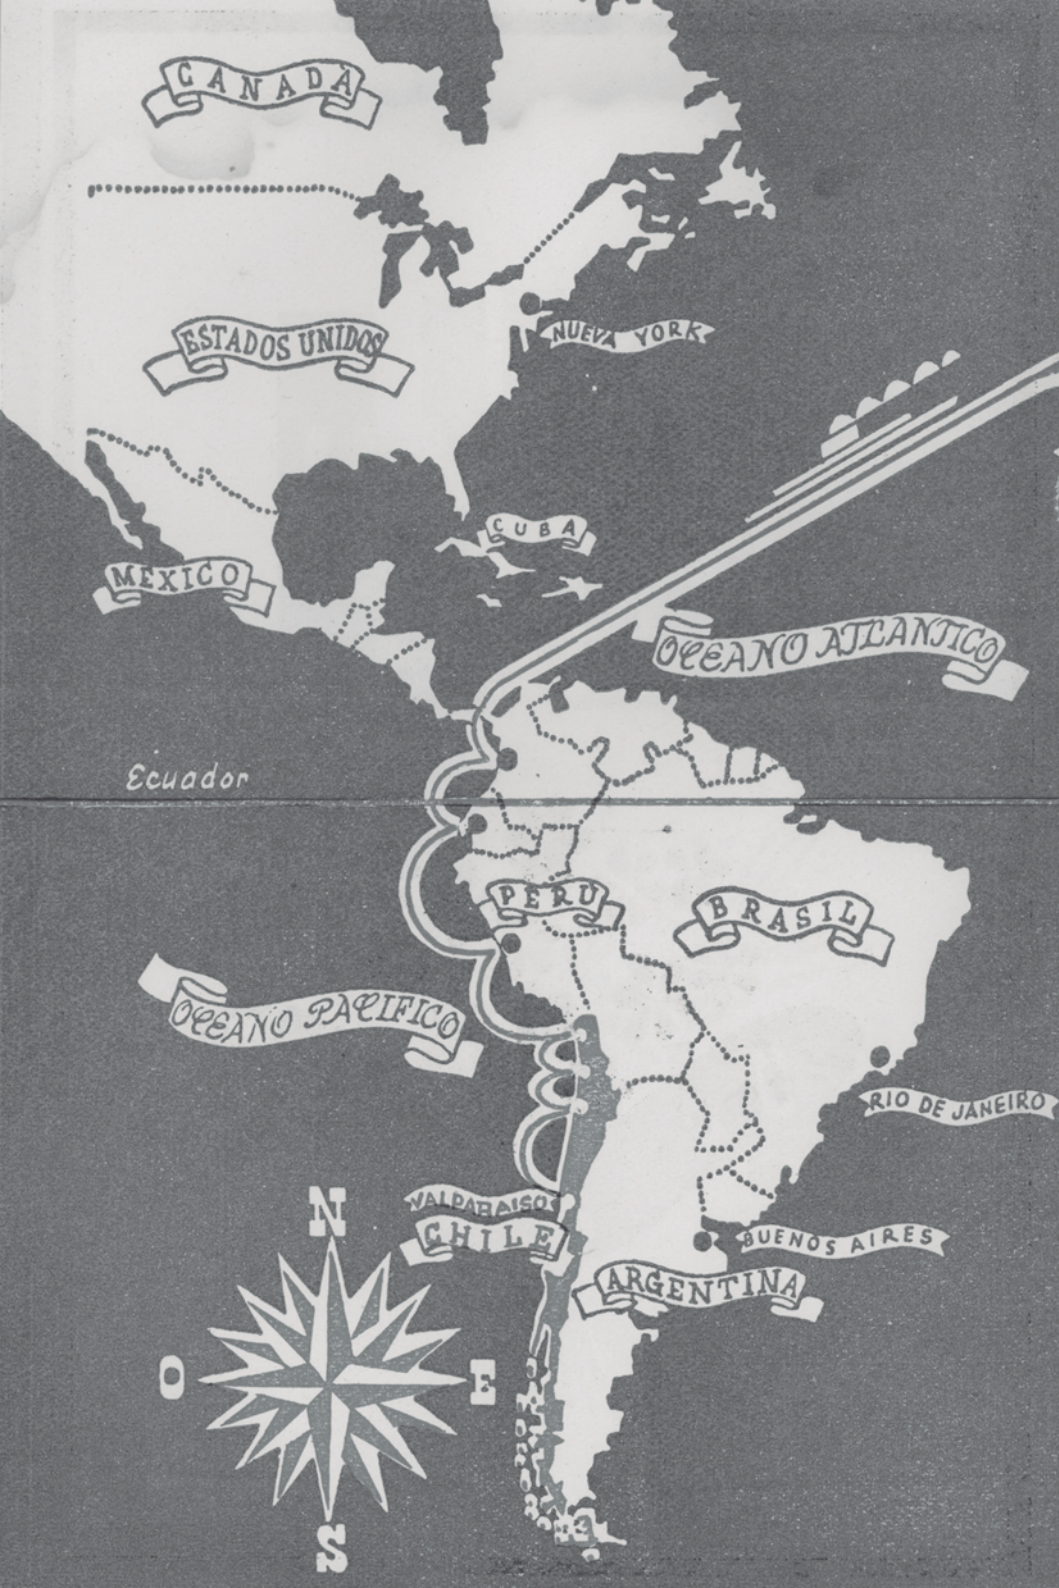 CANADA
ESTADOS UNIDOS
NUEVA YORK
CUBA
MEXICO
OCEANO ATLANTICO
Ecuador
PERU
BRASIL
OCEANO PACIFICO
RIO DE JANEIRO
VALPARAISO
CHILE
BUENOS AIRES
ARGENTINA
N
O
E
S